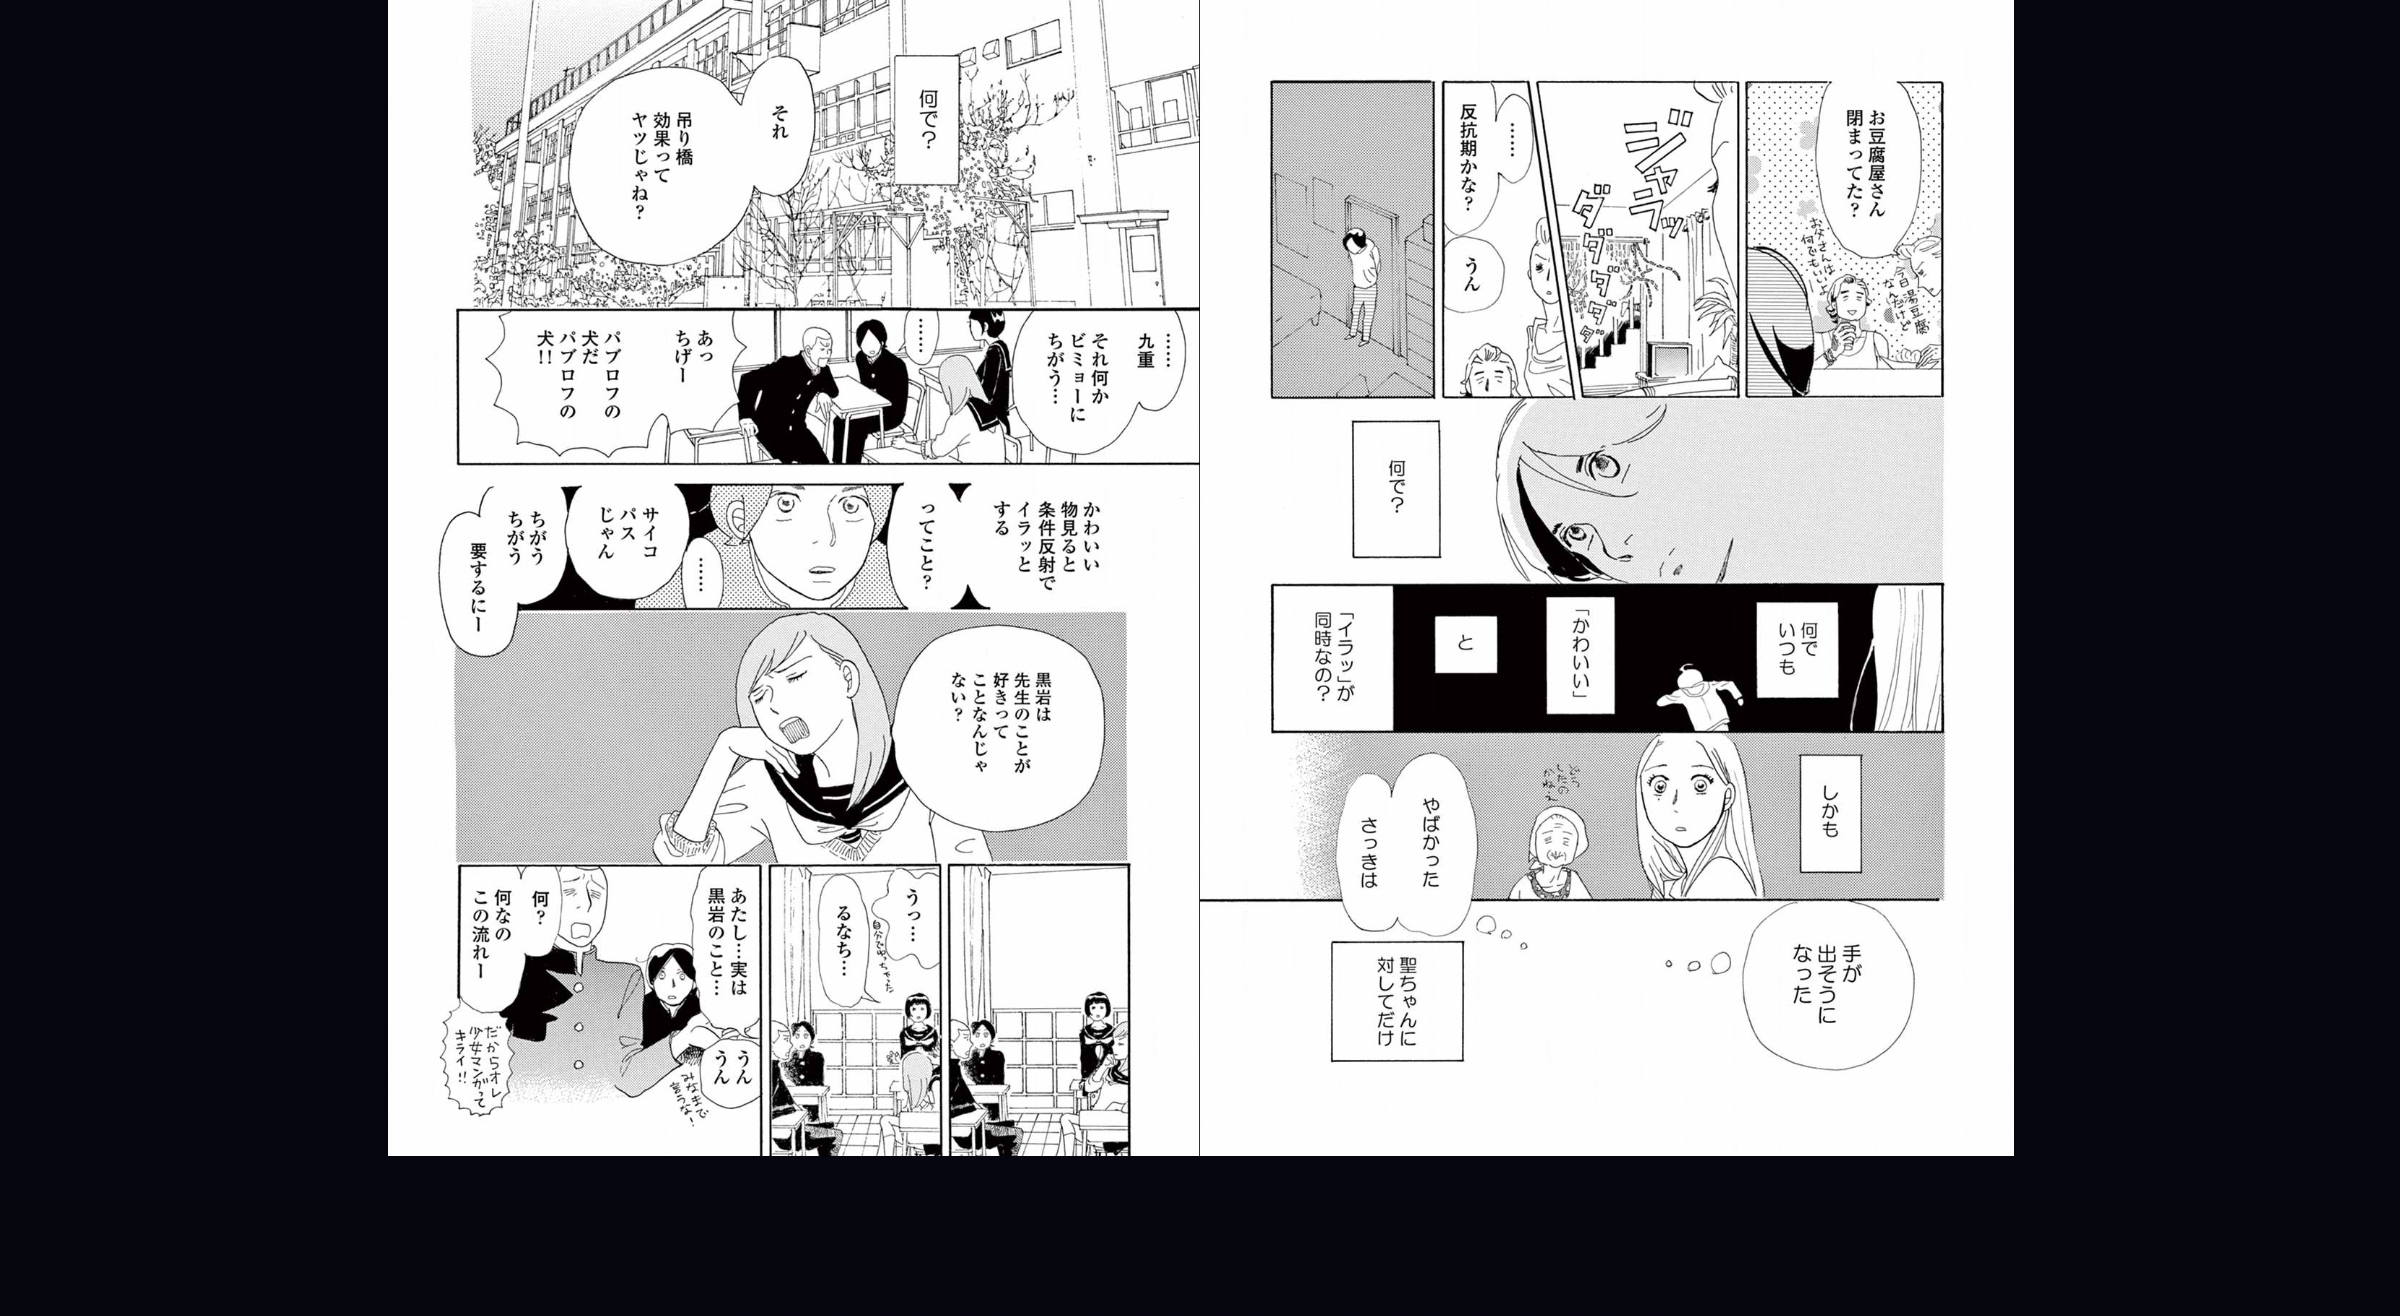 お豆腐屋さん
閉まってた?
今日湯豆腐
なんだけど
お父さんは
何でもいいよ
ジャラッ
ダダダダダ
……
反抗期かな?
うん
何で?
何で
いつも
「かわいい」
と
「イラッ」が
同時なの?
しかも
どう
したの
かねぇ
手が
出そうに
なった
やばかった
さっきは
聖ちゃんに
対してだけ
何で?
それ
吊り橋
効果って
ヤツじゃね?
……
九重
それ何か
ビミョーに
ちがう…
……
あっ
ちげー
パブロフの
犬だ
パブロフの
犬!!
かわいい
物見ると
条件反射で
イラッと
する
ってこと?
……
サイコ
パス
じゃん
ちがう
ちがう
要するにー
黒岩は
先生のことが
好きって
ことなんじゃ
ない?
うっ…
自分で言っちゃった
るなち…
あたし…実は
黒岩のこと…
うん
うん
みなまで
言うな!
何?
何なの
この流れー
だからオレ
少女マンガって
キライ!!